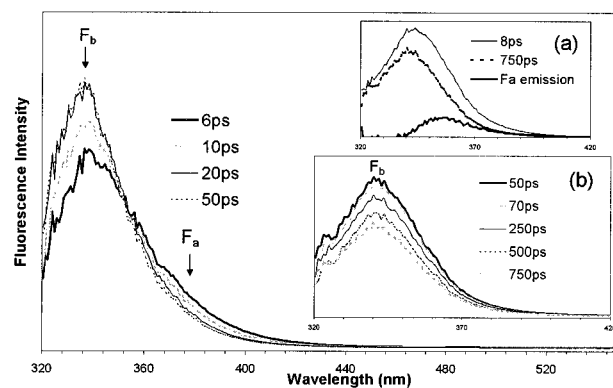 Fluorescence Intensity
Wavelength (nm)
320
360
400
440
480
520
Fb
Fa
6ps
10ps
20ps
50ps
(a)
8ps
750ps
Fa emission
320
370
420
(b)
Fb
50ps
70ps
250ps
500ps
750ps
320
370